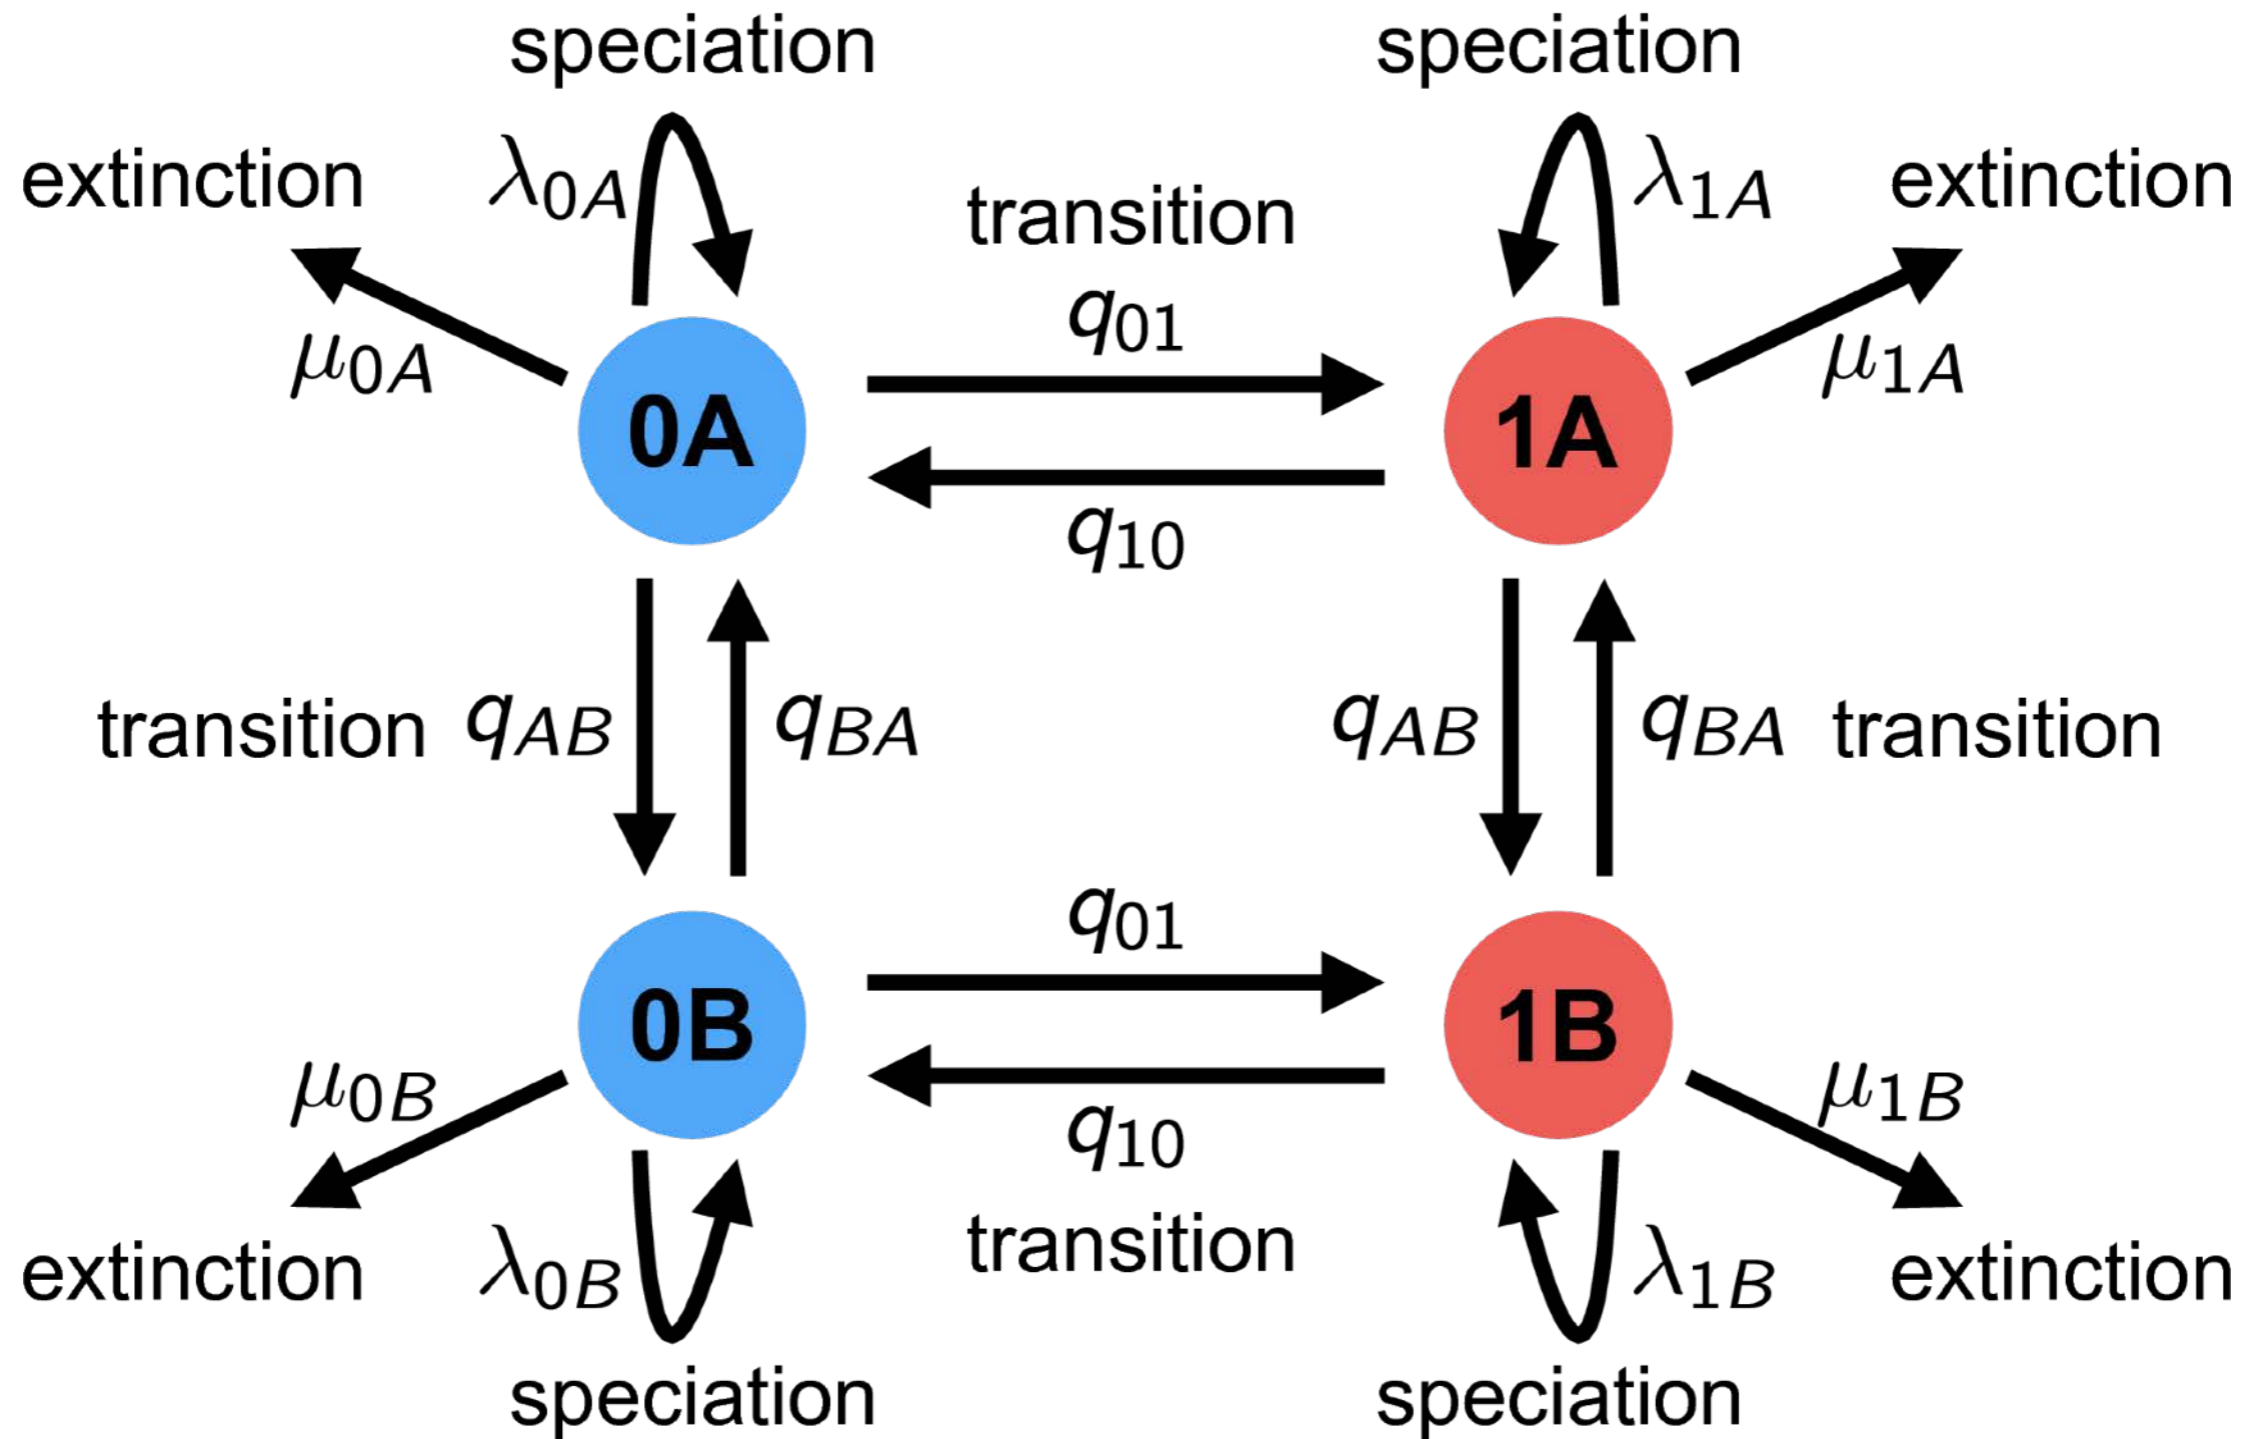 speciation speciation
extinction λ0A transition λ1A extinction
μ0A q01 μ1A
0A 1A
q10
transition qAB qBA qAB qBA transition
q01
0B 1B
μ0B q10 μ1B
extinction λ0B transition λ1B extinction
speciation speciation